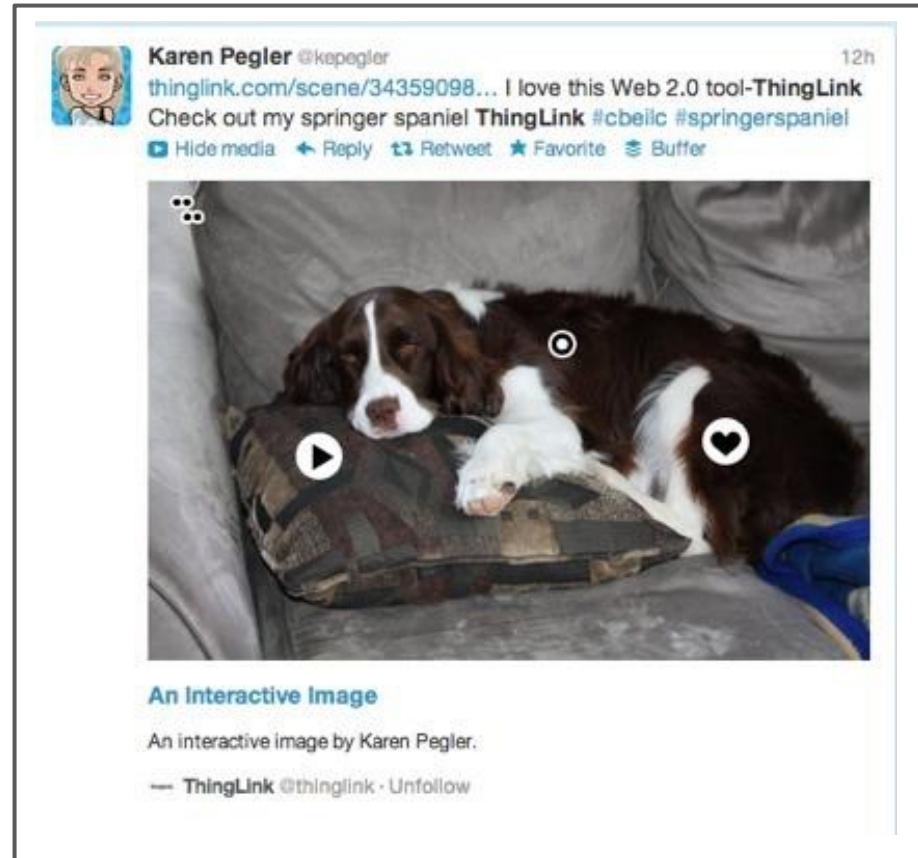 Karen Pegler @kepegler 12h
thinglink.com/scene/34359098... I love this Web 2.0 tool-ThingLink
Check out my springer spaniel ThingLink #cbeilc #springerspaniel
Hide media Reply Retweet Favorite Buffer
An Interactive Image
An interactive image by Karen Pegler.
ThingLink @thinglink · Unfollow